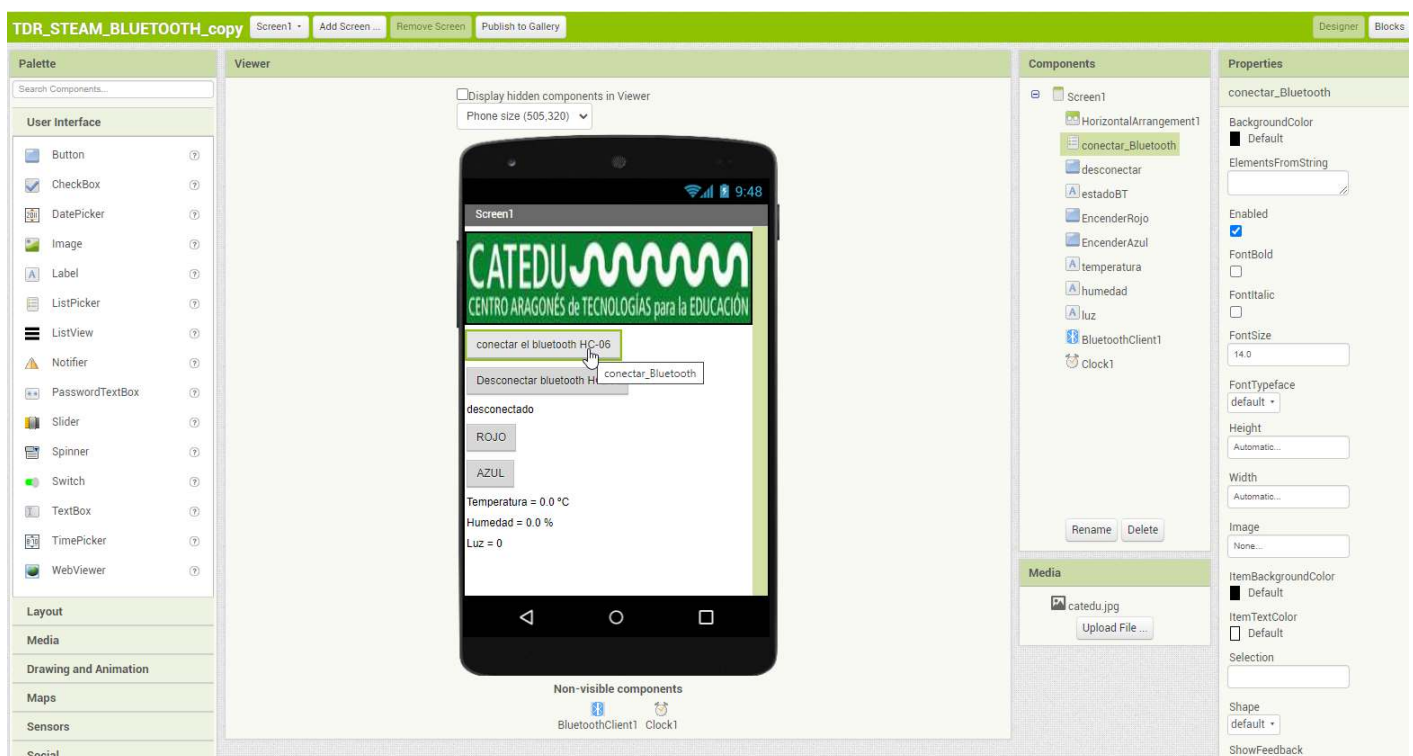 TDR_STEAM_BLUETOOTH_copy
Screen1
Add Screen ...
Remove Screen
Publish to Gallery
Designer
Blocks
Palette
Search Components...
User Interface
Button
CheckBox
DatePicker
Image
Label
ListPicker
ListView
Notifier
PasswordTextBox
Slider
Spinner
Switch
TextBox
TimePicker
WebViewer
Layout
Media
Drawing and Animation
Maps
Sensors
Social
Viewer
Display hidden components in Viewer
Phone size (505,320)
9:48
Screen1
CATEDU
CENTRO ARAGONÉS de TECNOLOGÍAS para la EDUCACIÓN
conectar el bluetooth HC-06
conectar_Bluetooth
Desconectar bluetooth H
desconectado
ROJO
AZUL
Temperatura = 0.0 ºC
Humedad = 0.0 %
Luz = 0
Non-visible components
BluetoothClient1 Clock1
Components
Screen1
HorizontalArrangement1
conectar_Bluetooth
desconectar
estadoBT
EncenderRojo
EncenderAzul
temperatura
humedad
luz
BluetoothClient1
Clock1
Rename
Delete
Media
catedu.jpg
Upload File ...
Properties
conectar_Bluetooth
BackgroundColor
Default
ElementsFromString
Enabled
FontBold
FontItalic
FontSize
14.0
FontTypeface
default
Height
Automatic...
Width
Automatic...
Image
None...
ItemBackgroundColor
Default
ItemTextColor
Default
Selection
Shape
default
ShowFeedback